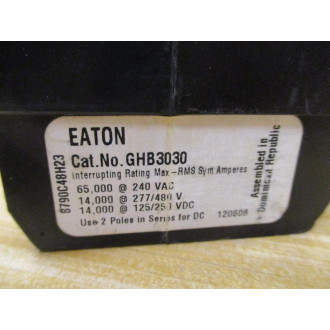 EATON
Cat.No.GHB3030
Interrupting Rating Max-RMS Sym Amperes
65,000 @ 240 VAC
14,000 @ 277/480 V
14,000 @ 125/250 VDC
Use 2 Poles in Series for DC 120608
8790C48H23
Assembled in
Dominican Republic